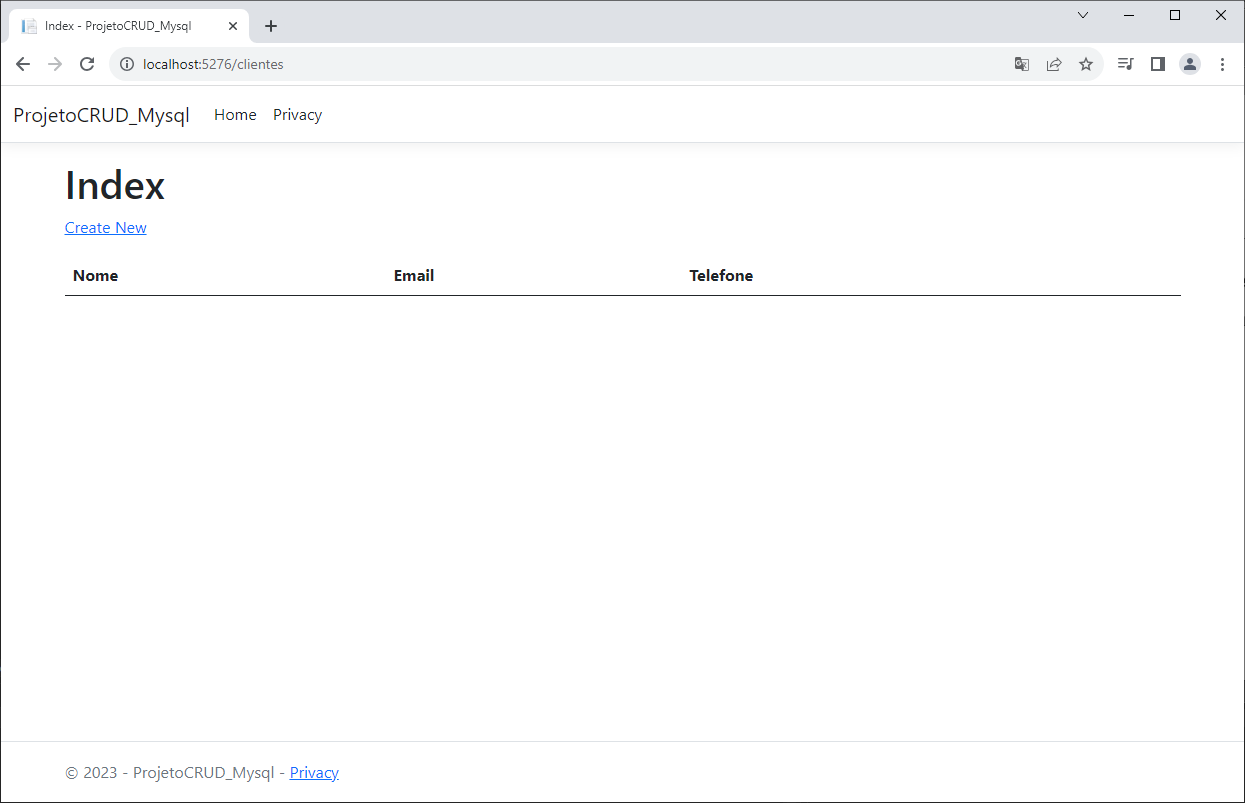 Index - ProjetoCRUD_Mysql
localhost:5276/clientes
ProjetoCRUD_Mysql Home Privacy
Index
Create New
Nome Email Telefone
© 2023 - ProjetoCRUD_Mysql - Privacy